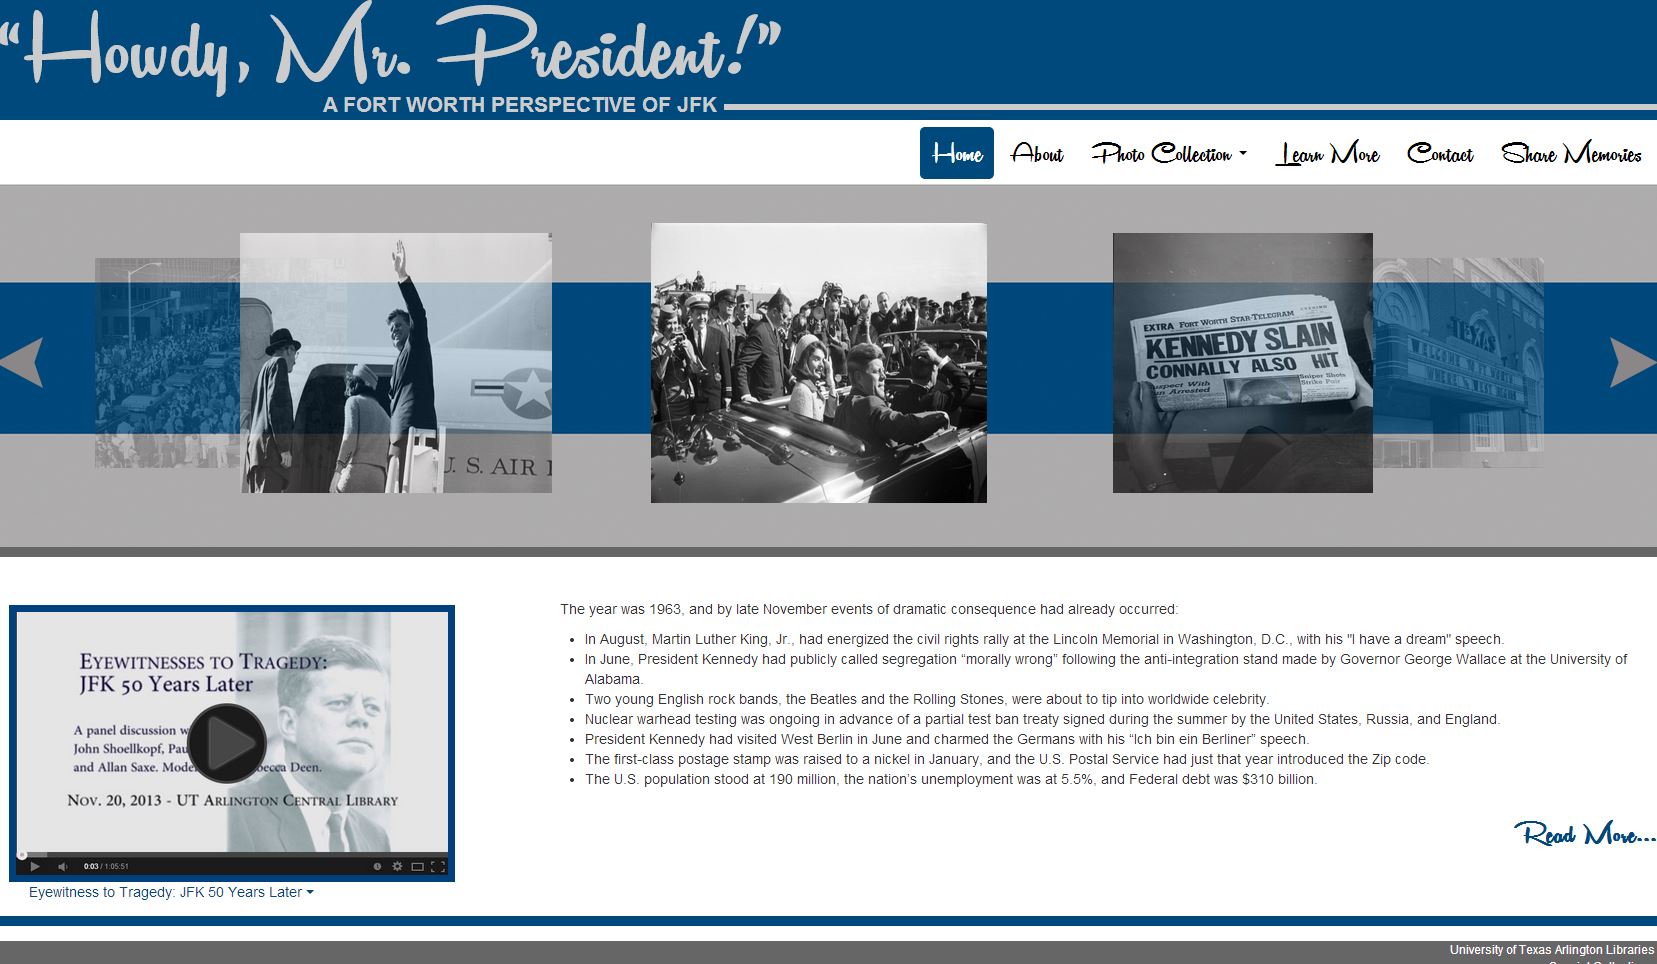 “Howdy, Mr. President!”
A FORT WORTH PERSPECTIVE OF JFK
Home About Photo Collection Learn More Contact Share Memories
U. S. AIR
EXTRA FORT WORTH STAR-TELEGRAM EVENING
KENNEDY SLAIN
CONNALLY ALSO HIT
Sniper Shots
Strike Pair
With
Arrested
TEXAS
WELCOME
WHERE
EYEWITNESSES TO TRAGEDY:
JFK 50 YEARS LATER
A panel discussion
John Shoellkopf,
and Allan Saxe. Deen.
NOV. 20, 2013 - UT ARLINGTON CENTRAL LIBRARY
0:03 / 1:05:51
Eyewitness to Tragedy: JFK 50 Years Later
The year was 1963, and by late November events of dramatic consequence had already occurred:
• In August, Martin Luther King, Jr., had energized the civil rights rally at the Lincoln Memorial in Washington, D.C., with his "I have a dream" speech.
• In June, President Kennedy had publicly called segregation “morally wrong” following the anti-integration stand made by Governor George Wallace at the University of
Alabama.
• Two young English rock bands, the Beatles and the Rolling Stones, were about to tip into worldwide celebrity.
• Nuclear warhead testing was ongoing in advance of a partial test ban treaty signed during the summer by the United States, Russia, and England.
• President Kennedy had visited West Berlin in June and charmed the Germans with his “Ich bin ein Berliner” speech.
• The first-class postage stamp was raised to a nickel in January, and the U.S. Postal Service had just that year introduced the Zip code.
• The U.S. population stood at 190 million, the nation’s unemployment was at 5.5%, and Federal debt was $310 billion.
Read More...
University of Texas Arlington Libraries